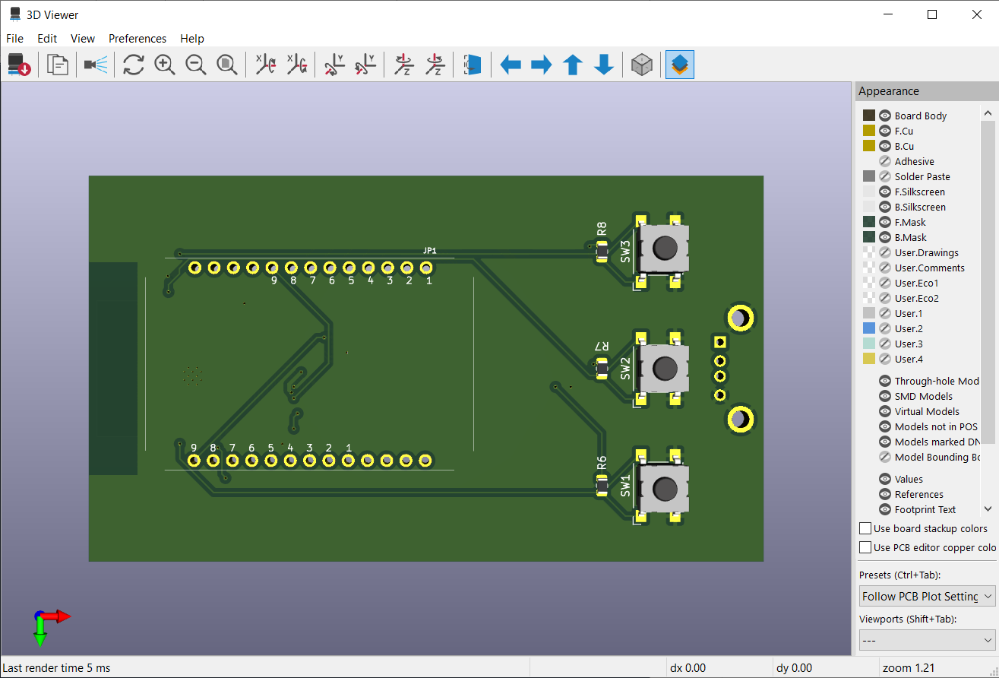 3D Viewer
File Edit View Preferences Help
Appearance
Board Body
F.Cu
B.Cu
Adhesive
Solder Paste
F.Silkscreen
B.Silkscreen
F.Mask
B.Mask
User.Drawings
User.Comments
User.Eco1
User.Eco2
User.1
User.2
User.3
User.4
Through-hole Mod
SMD Models
Virtual Models
Models not in POS
Models marked DN
Model Bounding Bo
Values
References
Footprint Text
Use board stackup colors
Use PCB editor copper colo
Presets (Ctrl+Tab):
Follow PCB Plot Setting
Viewports (Shift+Tab):
---
R8
SW3
JP1
9 8 7 6 5 4 3 2 1
R7
SW2
9 8 7 6 5 4 3 2 1
R6
SW1
Last render time 5 ms
dx 0.00
dy 0.00
zoom 1.21